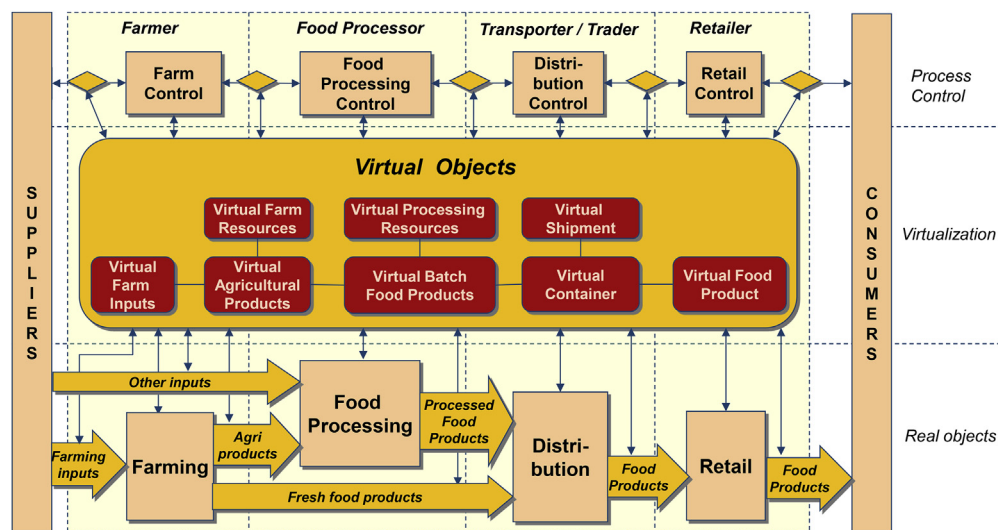 Farmer
Food Processor
Transporter / Trader
Retailer
SUPPLIERS
Farm
Control
Food
Processing
Control
Distri-
bution
Control
Retail
Control
CONSUMERS
Process
Control
Virtual Objects
Virtual Farm
Resources
Virtual Processing
Resources
Virtual
Shipment
Virtual
Farm
Inputs
Virtual
Agricultural
Products
Virtual Batch
Food Products
Virtual
Container
Virtual Food
Product
Virtualization
Other inputs
Food
Processing
Processed
Food
Products
Farming
inputs
Farming
Agri
products
Distri-
bution
Food
Products
Retail
Food
Products
Fresh food products
Real objects